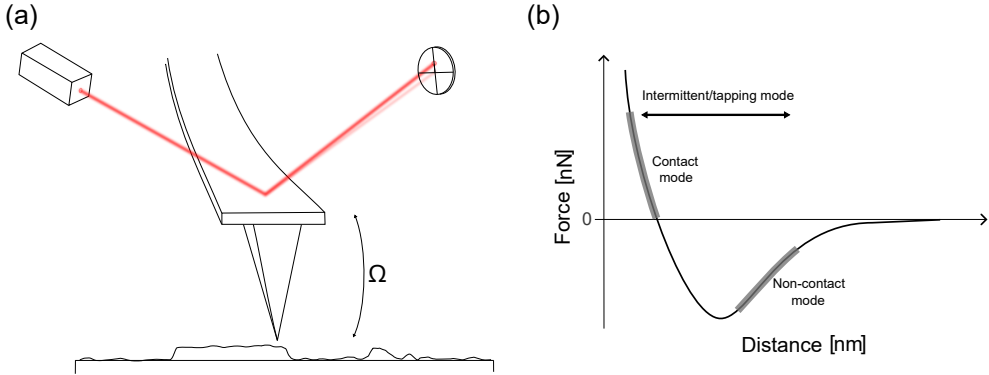 (a)
Ω
(b)
Intermittent/tapping mode
Contact
mode
Force [nN]
0
Non-contact
mode
Distance [nm]